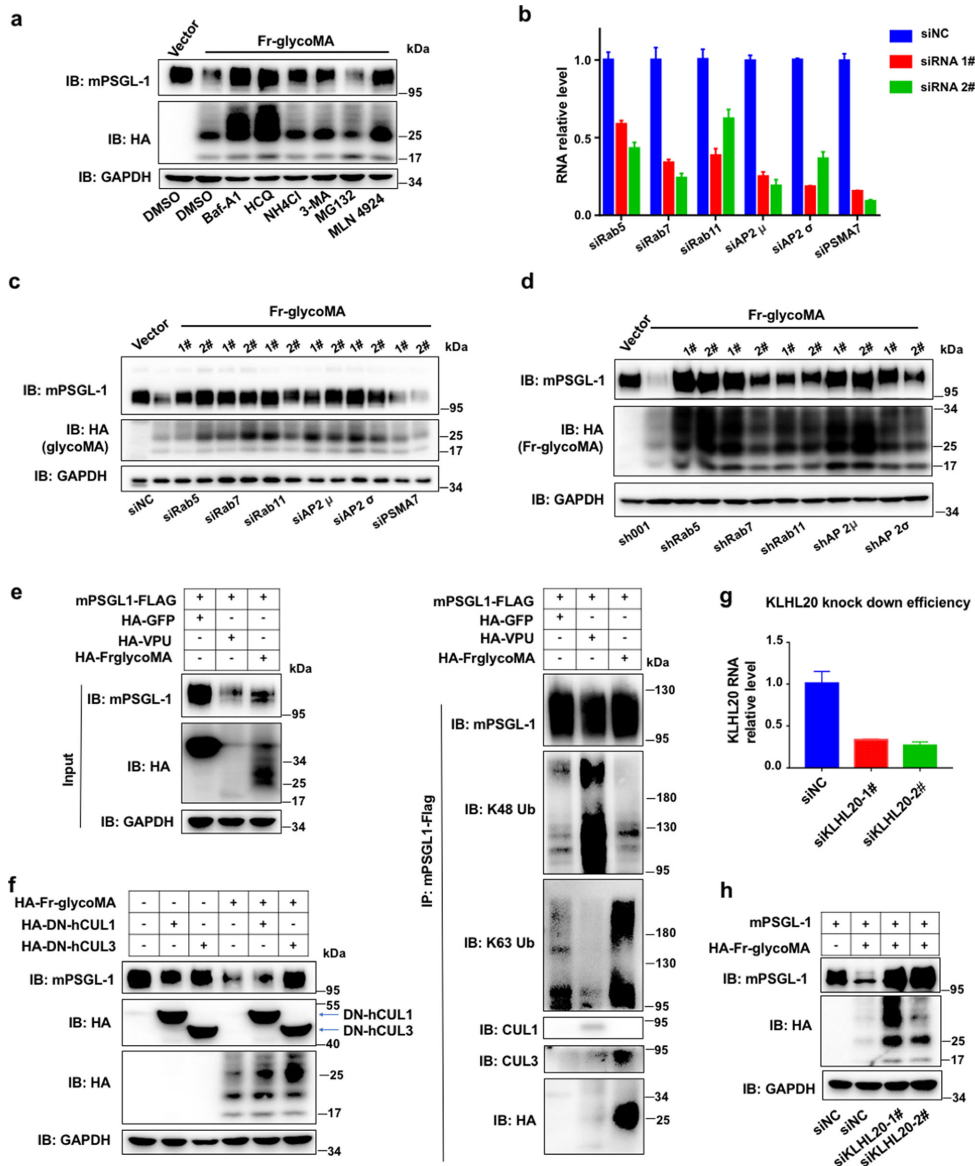 a
Vector
Fr-glycoMA
kDa
IB: mPSGL-1
95
IB: HA
25
17
IB: GAPDH
34
DMSO
DMSO
Baf-A1
HCQ
NH4Cl
3-MA
MG132
MLN 4924
b
siNC
siRNA 1#
siRNA 2#
RNA relative level
1.0
0.5
0.0
siRab5
siRab7
siRab11
siAP2 μ
siAP2 σ
siPSMA7
c
Fr-glycoMA
Vector
1# 2# 1# 2# 1# 2# 1# 2# 1# 2# 1# 2#
kDa
IB: mPSGL-1
95
IB: HA
(glycoMA)
25
17
IB: GAPDH
34
siNC
siRab5
siRab7
siRab11
siAP2 μ
siAP2 σ
siPSMA7
d
Fr-glycoMA
Vector
1# 2# 1# 2# 1# 2# 1# 2# 1# 2#
kDa
IB: mPSGL-1
95
34
IB: HA
(Fr-glycoMA)
25
17
IB: GAPDH
34
sh001
shRab5
shRab7
shRab11
shAP 2μ
shAP 2σ
e
mPSGL1-FLAG + + +
HA-GFP + - -
HA-VPU - + -
HA-FrglycoMA - - +
kDa
Input
IB: mPSGL-1
95
IB: HA
34
25
17
IB: GAPDH
34
mPSGL1-FLAG + + +
HA-GFP + - -
HA-VPU - + -
HA-FrglycoMA - - +
kDa
IP: mPSGL1-Flag
130
IB: mPSGL-1
95
IB: K48 Ub
180
130
95
IB: K63 Ub
180
130
95
IB: CUL1
95
IB: CUL3
95
IB: HA
34
25
f
HA-Fr-glycoMA - - - + + +
HA-DN-hCUL1 - + - - + -
HA-DN-hCUL3 - - + - - +
kDa
IB: mPSGL-1
95
55
IB: HA
DN-hCUL1
DN-hCUL3
40
IB: HA
25
17
IB: GAPDH
34
g
KLHL20 knock down efficiency
KLHL20 RNA
relative level
1.5
1.0
0.5
0.0
siNC
siKLHL20-1#
siKLHL20-2#
h
mPSGL-1 + + + +
HA-Fr-glycoMA - + + +
kDa
IB: mPSGL-1
95
IB: HA
25
17
IB: GAPDH
34
siNC
siNC
siKLHL20-1#
siKLHL20-2#